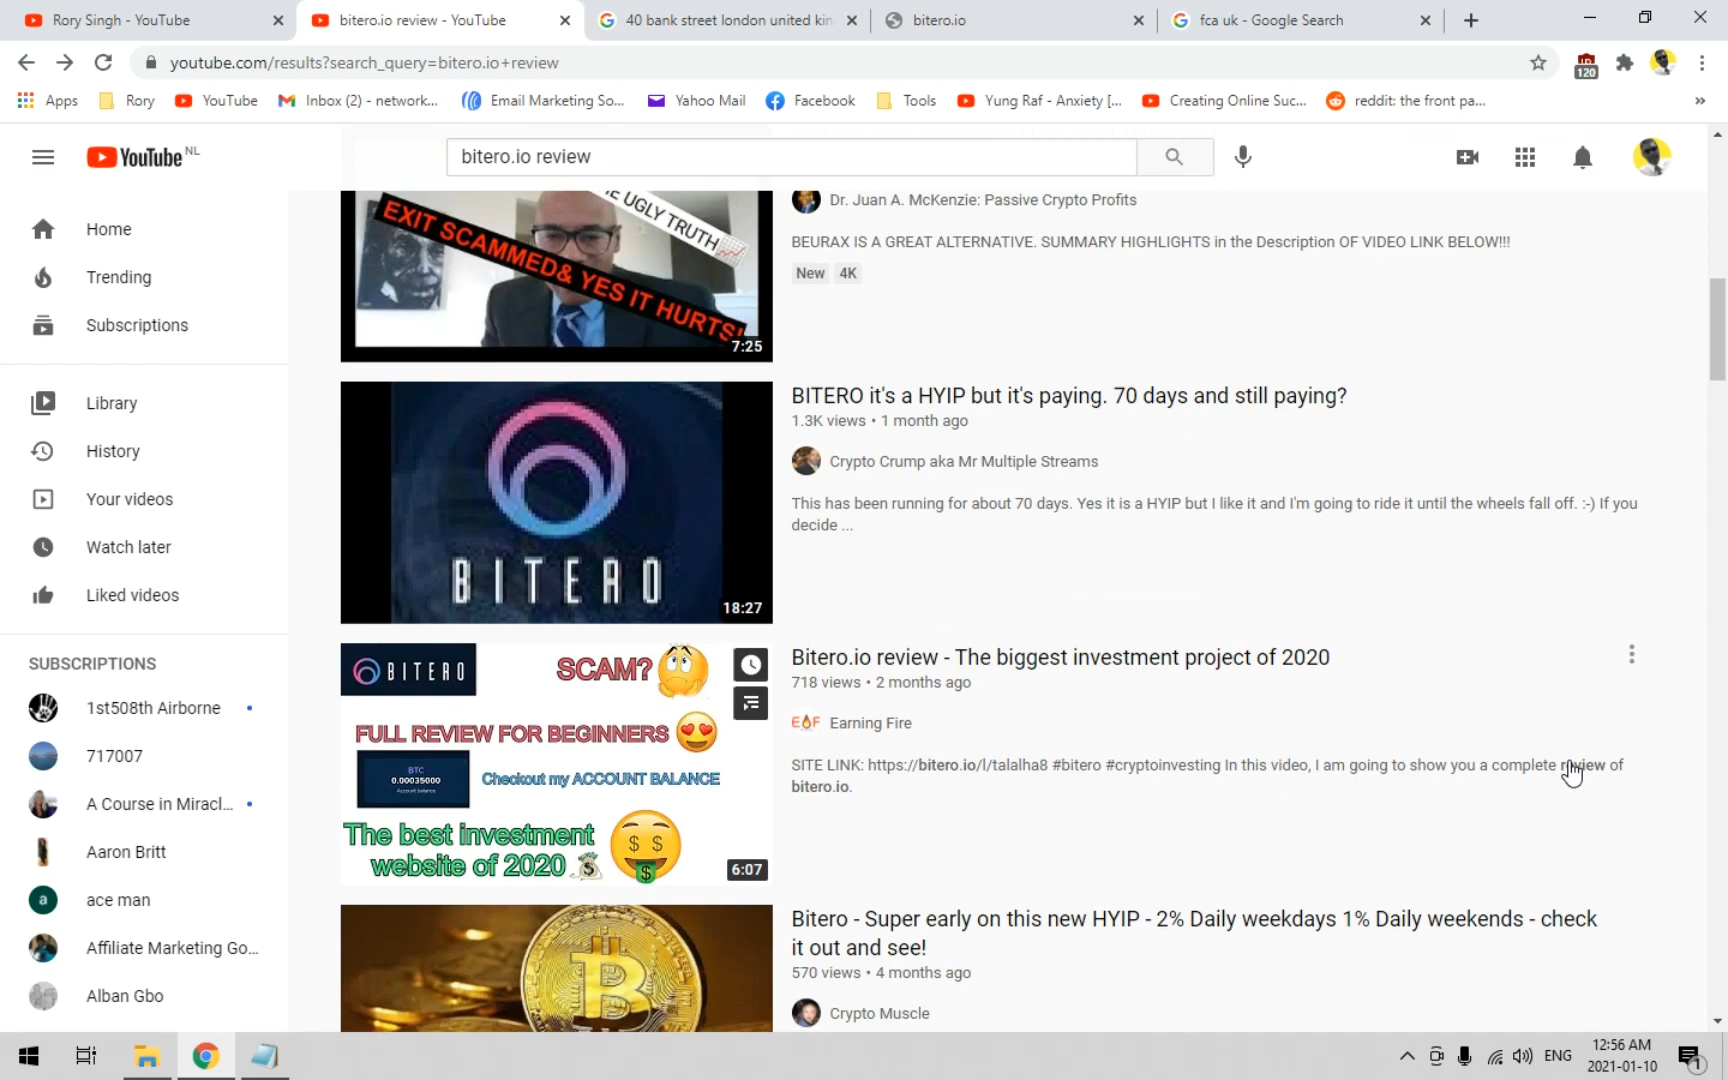 Rory Singh - YouTube
bitero.io review - YouTube
40 bank street london united kin
bitero.io
fca uk - Google Search
youtube.com/results?search_query=bitero.io+review
120
Apps
Rory
YouTube
Inbox (2) - network...
Email Marketing So...
Yahoo Mail
Facebook
Tools
Yung Raf - Anxiety [...
Creating Online Suc...
reddit: the front pa...
YouTube NL
bitero.io review
Home
Trending
Subscriptions
Library
History
Your videos
Watch later
Liked videos
SUBSCRIPTIONS
1st508th Airborne
717007
A Course in Miracl...
Aaron Britt
a
ace man
Affiliate Marketing Go...
Alban Gbo
E UGLY TRUTH
EXIT SCAMMED& YES IT HURTS!
7:25
Dr. Juan A. McKenzie: Passive Crypto Profits
BEURAX IS A GREAT ALTERNATIVE. SUMMARY HIGHLIGHTS in the Description OF VIDEO LINK BELOW!!!
New
4K
BITERO
18:27
BITERO it's a HYIP but it's paying. 70 days and still paying?
1.3K views • 1 month ago
Crypto Crump aka Mr Multiple Streams
This has been running for about 70 days. Yes it is a HYIP but I like it and I'm going to ride it until the wheels fall off. :-) If you
decide ...
BITERO
SCAM?
FULL REVIEW FOR BEGINNERS
BTC
0.00035000
Account balance
Checkout my ACCOUNT BALANCE
The best investment
website of 2020
6:07
Bitero.io review - The biggest investment project of 2020
718 views • 2 months ago
EOF
Earning Fire
SITE LINK: https://bitero.io/l/talalha8 #bitero #cryptoinvesting In this video, I am going to show you a complete review of
bitero.io.
Bitero - Super early on this new HYIP - 2% Daily weekdays 1% Daily weekends - check
it out and see!
570 views • 4 months ago
Crypto Muscle
ENG
12:56 AM
2021-01-10
1